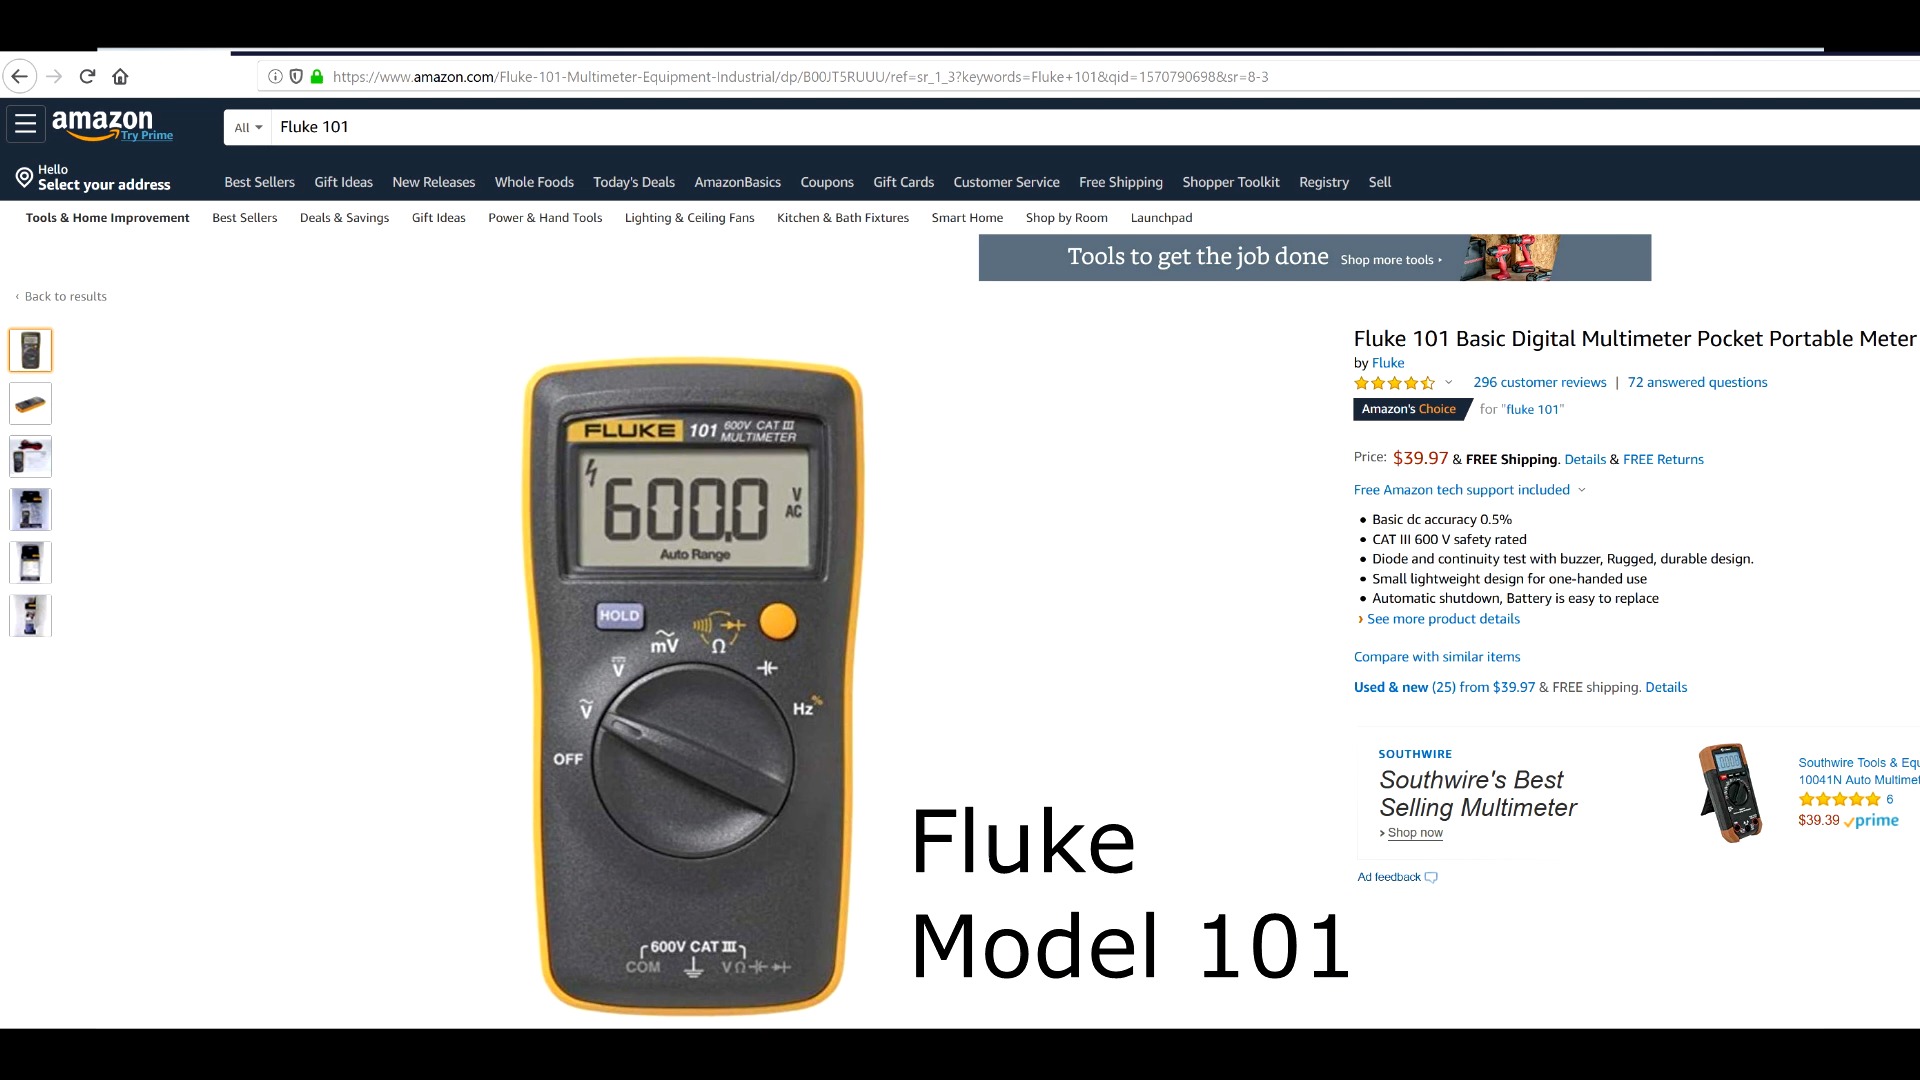 https://www.amazon.com/Fluke-101-Multimeter-Equipment-Industrial/dp/B00JT5RUUU/ref=sr_1_3?keywords=Fluke+101&qid=1570790698&sr=8-3
amazon
Try Prime
All
Fluke 101
Hello
Select your address
Best Sellers Gift Ideas New Releases Whole Foods Today's Deals AmazonBasics Coupons Gift Cards Customer Service Free Shipping Shopper Toolkit Registry Sell
Tools & Home Improvement Best Sellers Deals & Savings Gift Ideas Power & Hand Tools Lighting & Ceiling Fans Kitchen & Bath Fixtures Smart Home Shop by Room Launchpad
Tools to get the job done Shop more tools
‹ Back to results
FLUKE 101 600V CAT III
MULTIMETER
600.0 V AC
Auto Range
HOLD
mV
Ω
V
V
Hz%
OFF
600V CAT III
COM VΩ
Fluke
Model 101
Fluke 101 Basic Digital Multimeter Pocket Portable Meter
by Fluke
296 customer reviews | 72 answered questions
Amazon's Choice for "fluke 101"
Price: $39.97 & FREE Shipping. Details & FREE Returns
Free Amazon tech support included
• Basic dc accuracy 0.5%
• CAT III 600 V safety rated
• Diode and continuity test with buzzer, Rugged, durable design.
• Small lightweight design for one-handed use
• Automatic shutdown, Battery is easy to replace
› See more product details
Compare with similar items
Used & new (25) from $39.97 & FREE shipping. Details
SOUTHWIRE
Southwire's Best
Selling Multimeter
› Shop now
Southwire Tools & Equ
10041N Auto Multimet
6
$39.39 prime
Ad feedback